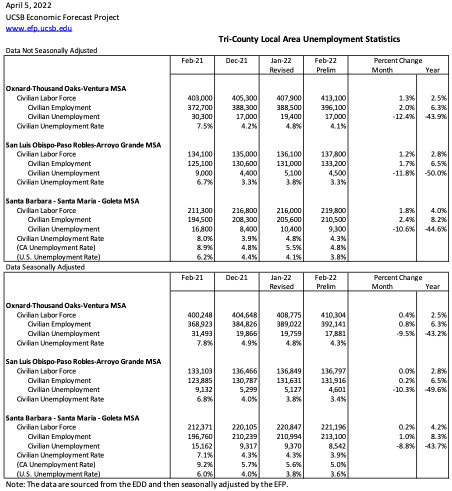 April 5, 2022
UCSB Economic Forecast Project
www.efp.ucsb.edu
Tri-County Local Area Unemployment Statistics
Data Not Seasonally Adjusted
Feb-21 Dec-21 Jan-22 Feb-22 Percent Change
Revised Prelim Month Year
Oxnard-Thousand Oaks-Ventura MSA
Civilian Labor Force 403,000 405,300 407,900 413,100 1.3% 2.5%
Civilian Employment 372,700 388,300 388,500 396,100 2.0% 6.3%
Civilian Unemployment 30,300 17,000 19,400 17,000 -12.4% -43.9%
Civilian Unemployment Rate 7.5% 4.2% 4.8% 4.1%
San Luis Obispo-Paso Robles-Arroyo Grande MSA
Civilian Labor Force 134,100 135,000 136,100 137,800 1.2% 2.8%
Civilian Employment 125,100 130,600 131,000 133,200 1.7% 6.5%
Civilian Unemployment 9,000 4,400 5,100 4,500 -11.8% -50.0%
Civilian Unemployment Rate 6.7% 3.3% 3.8% 3.3%
Santa Barbara - Santa Maria - Goleta MSA
Civilian Labor Force 211,300 216,800 216,000 219,800 1.8% 4.0%
Civilian Employment 194,500 208,300 205,600 210,500 2.4% 8.2%
Civilian Unemployment 16,800 8,400 10,400 9,300 -10.6% -44.6%
Civilian Unemployment Rate 8.0% 3.9% 4.8% 4.3%
(CA Unemployment Rate) 8.9% 4.8% 5.5% 4.8%
(U.S. Unemployment Rate) 6.2% 4.4% 4.1% 3.8%
Data Seasonally Adjusted
Feb-21 Dec-21 Jan-22 Feb-22 Percent Change
Revised Prelim Month Year
Oxnard-Thousand Oaks-Ventura MSA
Civilian Labor Force 400,248 404,648 408,775 410,304 0.4% 2.5%
Civilian Employment 368,923 384,826 389,022 392,141 0.8% 6.3%
Civilian Unemployment 31,493 19,866 19,759 17,881 -9.5% -43.2%
Civilian Unemployment Rate 7.8% 4.9% 4.8% 4.3%
San Luis Obispo-Paso Robles-Arroyo Grande MSA
Civilian Labor Force 133,103 136,466 136,849 136,797 0.0% 2.8%
Civilian Employment 123,885 130,787 131,631 131,916 0.2% 6.5%
Civilian Unemployment 9,132 5,299 5,127 4,601 -10.3% -49.6%
Civilian Unemployment Rate 6.8% 4.0% 3.8% 3.4%
Santa Barbara - Santa Maria - Goleta MSA
Civilian Labor Force 212,371 220,105 220,847 221,196 0.2% 4.2%
Civilian Employment 196,760 210,239 210,994 213,100 1.0% 8.3%
Civilian Unemployment 15,162 9,317 9,370 8,542 -8.8% -43.7%
Civilian Unemployment Rate 7.1% 4.3% 4.3% 3.9%
(CA Unemployment Rate) 9.2% 5.7% 5.6% 5.0%
(U.S. Unemployment Rate) 6.0% 4.0% 3.8% 3.6%
Note: The data are sourced from the EDD and then seasonally adjusted by the EFP.